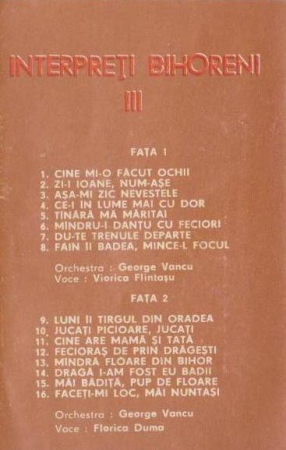 INTERPREȚI BIHORENI
III
FAȚA 1
1. CINE MI-O FĂCUT OCHII
2. ZI-I IOANE, NUM-AȘE
3. AȘA-MI ZIC NEVESTELE
4. CE-I ÎN LUME MAI CU DOR
5. TÎNĂRĂ MĂ MĂRITAI
6. MÎNDRU-I DANȚU CU FECIORI
7. DU-TE TRENULE DEPARTE
8. FAIN ÎI BADEA, MINCE-L FOCUL
Orchestra : George Vancu
Voce : Viorica Flintașu
FAȚA 2
9. LUNI ÎI TÎRGUL DIN ORADEA
10. JUCAȚI PICIOARE, JUCAȚI
11. CINE ARE MAMĂ ȘI TATĂ
12. FECIORAȘ DE PRIN DRĂGEȘTI
13. MÎNDRĂ FLOARE DIN BIHOR
14. DRAGĂ I-AM FOST EU BADII
15. MĂI BĂDIȚĂ, PUP DE FLOARE
16. FACEȚI-MI LOC, MĂI NUNTAȘI
Orchestra : George Vancu
Voce : Florica Duma